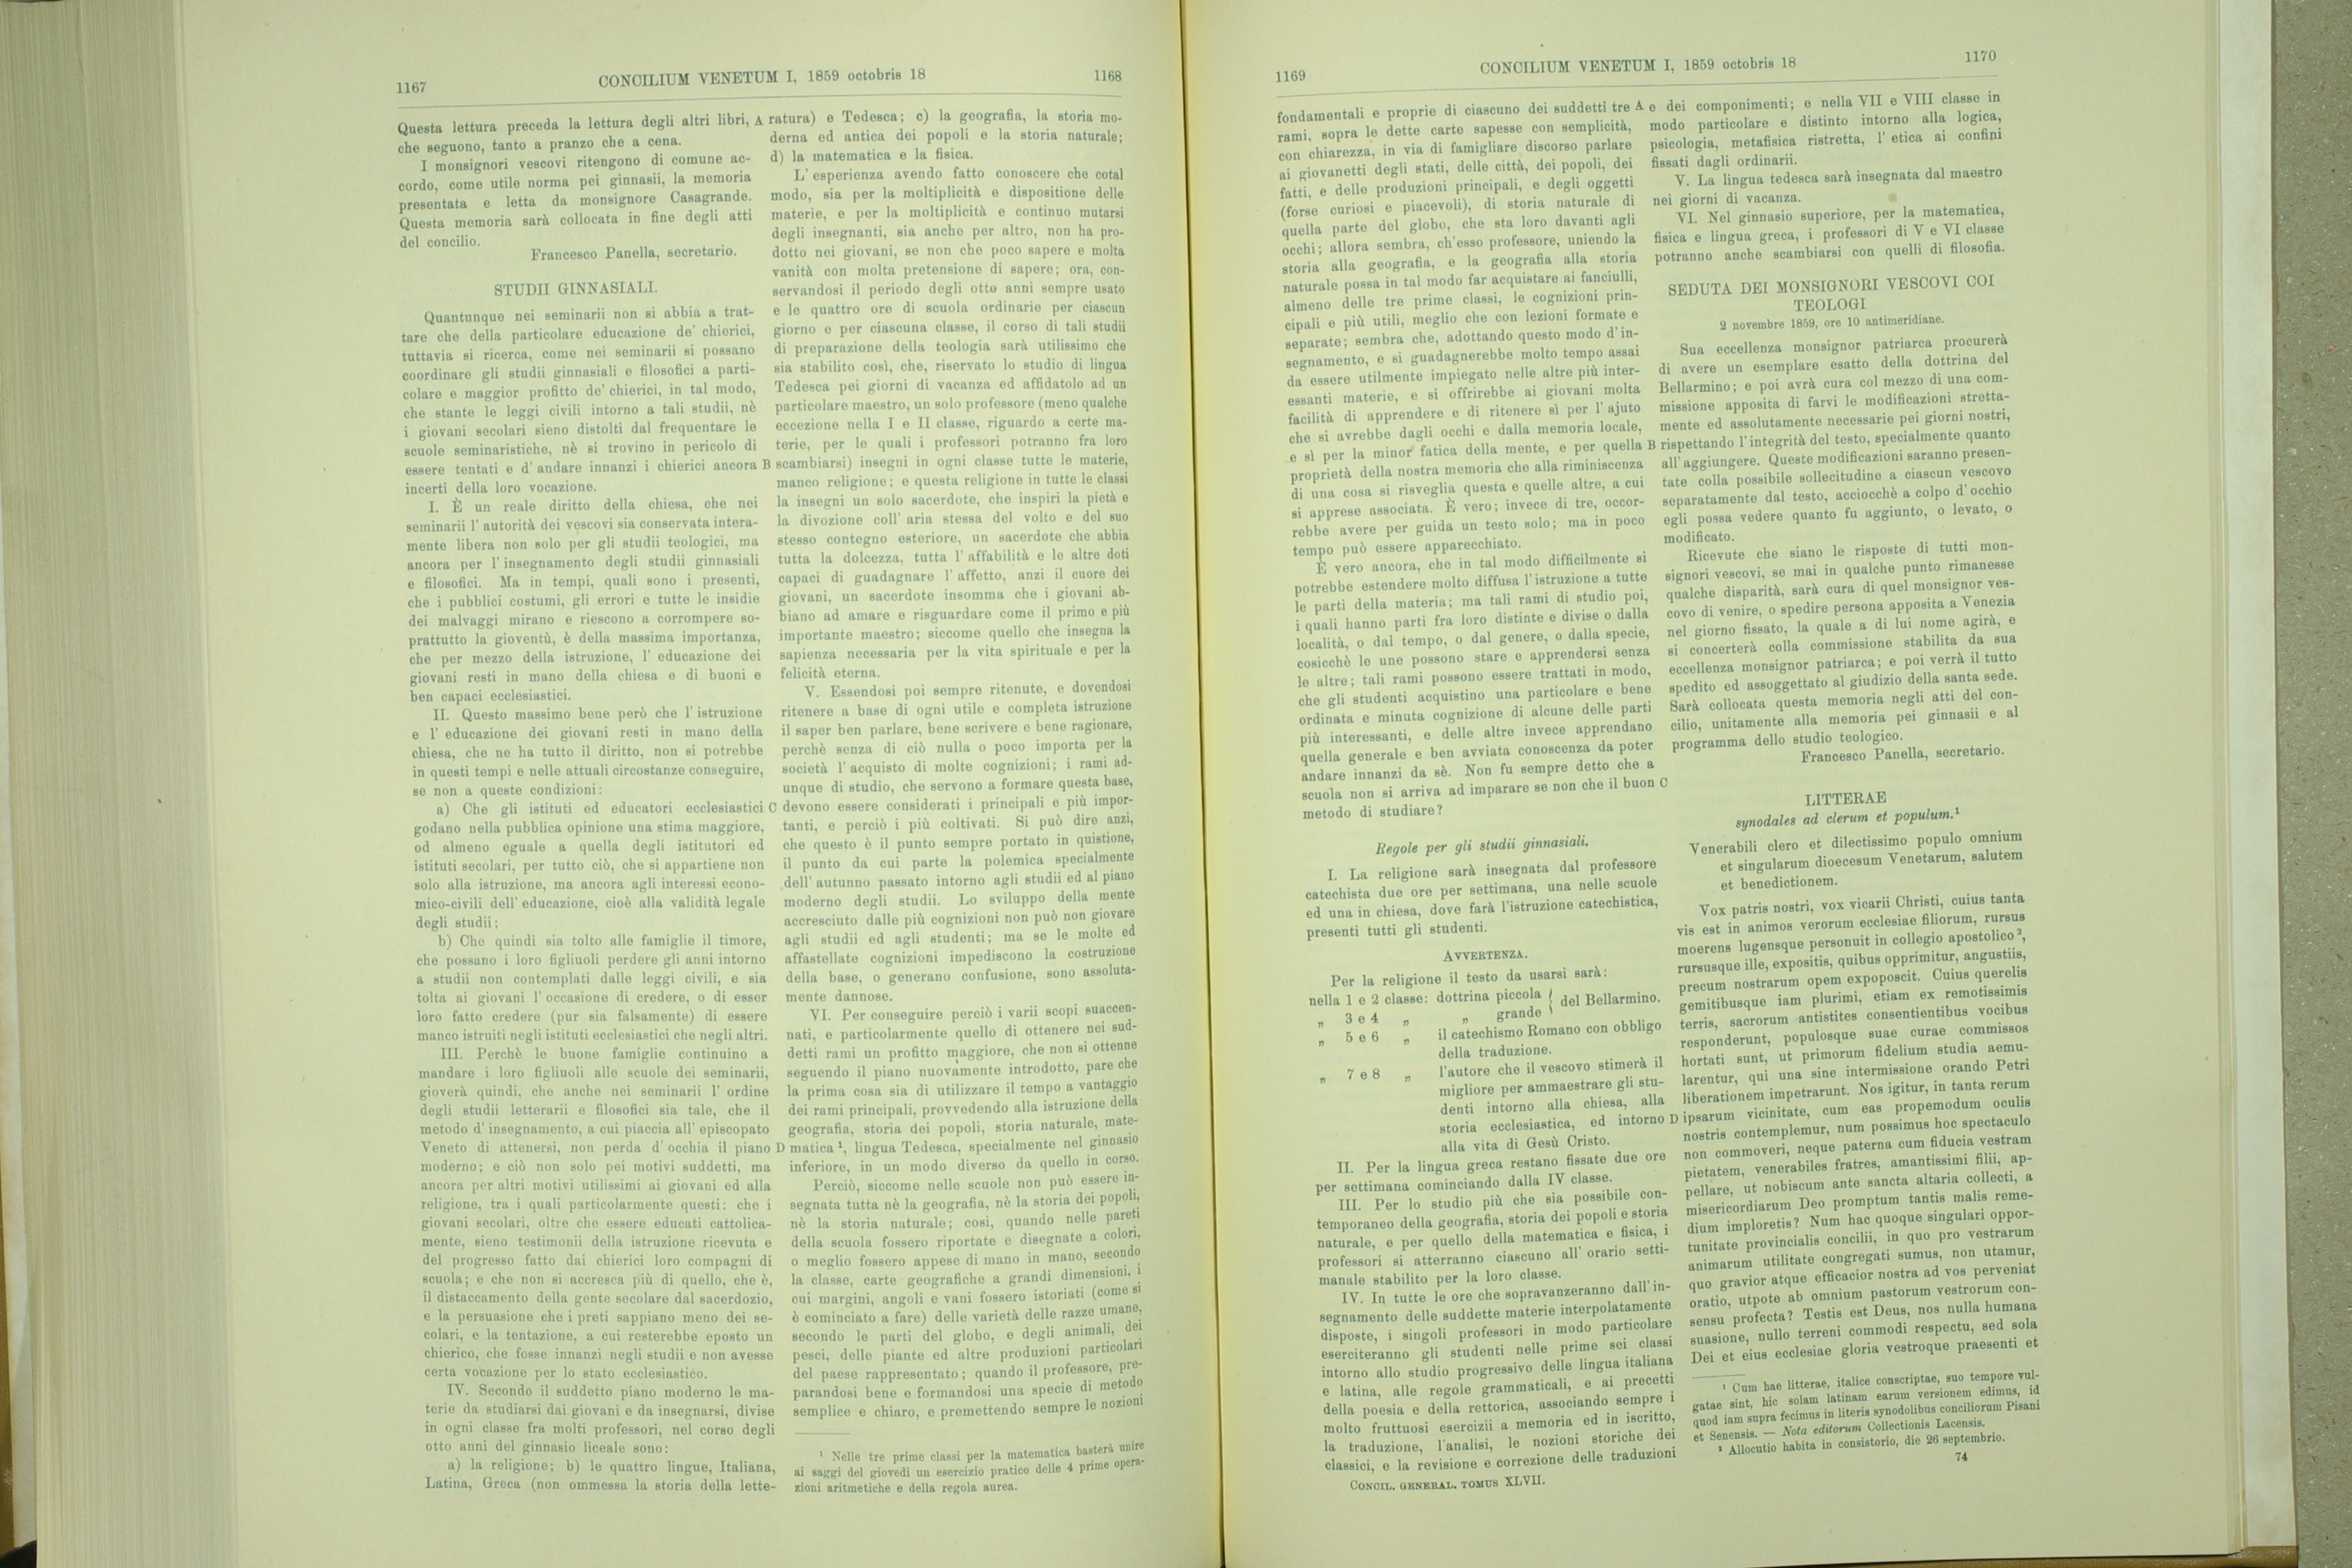 1167
CONCILIUM VENETUM I, 1859 octobris 18
1168
Questa lettura preceda la lettura degli altri libri,
che seguono, tanto a pranzo che a cena.
I monsignori vescovi ritengono di comune ac-
cordo, come utile norma pei ginnasii, la memoria
presentata e letta da monsignore Casagrande.
Questa memoria sarà collocata in fine degli atti
del concilio.
Francesco Panella, secretario.
STUDII GINNASIALI.
Quantunque nei seminarii non si abbia a trat-
tare che della particolare educazione de' chierici,
tuttavia si ricerca, come nei seminarii si possano
coordinare gli studii ginnasiali e filosofici a parti-
colare e maggior profitto de' chierici, in tal modo,
che stante le leggi civili intorno a tali studii, nè
i giovani secolari sieno distolti dal frequentare le
scuole seminaristiche, nè si trovino in pericolo di
essere tentati e d' andare innanzi i chierici ancora
incerti della loro vocazione.
I. È un reale diritto della chiesa, che nei
seminarii l' autorità dei vescovi sia conservata intera-
mente libera non solo per gli studii teologici, ma
ancora per l' insegnamento degli studii ginnasiali
e filosofici. Ma in tempi, quali sono i presenti,
che i pubblici costumi, gli errori e tutte le insidie
dei malvaggi mirano e riescono a corrompere so-
prattutto la gioventù, è della massima importanza,
che per mezzo della istruzione, l' educazione dei
giovani resti in mano della chiesa e di buoni e
ben capaci ecclesiastici.
II. Questo massimo bene però che l' istruzione
e l' educazione dei giovani resti in mano della
chiesa, che ne ha tutto il diritto, non si potrebbe
in questi tempi e nelle attuali circostanze conseguire,
se non a queste condizioni:
a) Che gli istituti ed educatori ecclesiastici
godano nella pubblica opinione una stima maggiore,
od almeno eguale a quella degli istitutori ed
istituti secolari, per tutto ciò, che si appartiene non
solo alla istruzione, ma ancora agli interessi econo-
mico-civili dell' educazione, cioè alla validità legale
degli studii;
b) Che quindi sia tolto alle famiglie il timore,
che possano i loro figliuoli perdere gli anni intorno
a studii non contemplati dalle leggi civili, e sia
tolta ai giovani l' occasione di credere, o di esser
loro fatto credere (pur sia falsamente) di essere
manco istruiti negli istituti ecclesiastici che negli altri.
III. Perchè le buone famiglie continuino a
mandare i loro figliuoli alle scuole dei seminarii,
gioverà quindi, che anche nei seminarii l' ordine
degli studii letterarii e filosofici sia tale, che il
metodo d' insegnamento, a cui piaccia all' episcopato
Veneto di attenersi, non perda d' occhia il piano
moderno; e ciò non solo pei motivi suddetti, ma
ancora per altri motivi utilissimi ai giovani ed alla
religione, tra i quali particolarmente questi: che i
giovani secolari, oltre che essere educati cattolica-
mente, sieno testimonii della istruzione ricevuta e
del progresso fatto dai chierici loro compagni di
scuola; e che non si accresca più di quello, che è,
il distaccamento della gente secolare dal sacerdozio,
e la persuasione che i preti sappiano meno dei se-
colari, e la tentazione, a cui resterebbe eposto un
chierico, che fosse innanzi negli studii e non avesse
certa vocazione per lo stato ecclesiastico.
IV. Secondo il suddetto piano moderno le ma-
terie da studiarsi dai giovani e da insegnarsi, divise
in ogni classe fra molti professori, nel corso degli
otto anni del ginnasio liceale sono:
a) la religione; b) le quattro lingue, Italiana,
Latina, Greca (non ommessa la storia della lette-
A
B
C
D
ratura) e Tedesca; c) la geografia, la storia mo-
derna ed antica dei popoli e la storia naturale;
d) la matematica e la fisica.
L' esperienza avendo fatto conoscere che cotal
modo, sia per la moltiplicità e dispositione delle
materie, e per la moltiplicità e continuo mutarsi
degli insegnanti, sia anche per altro, non ha pro-
dotto nei giovani, se non che poco sapere e molta
vanità con molta pretensione di sapere; ora, con-
servandosi il periodo degli otto anni sempre usato
e le quattro ore di scuola ordinarie per ciascun
giorno e per ciascuna classe, il corso di tali studii
di preparazione della teologia sarà utilissimo che
sia stabilito così, che, riservato lo studio di lingua
Tedesca pei giorni di vacanza ed affidatolo ad un
particolare maestro, un solo professore (meno qualche
eccezione nella I e II classe, riguardo a certe ma-
terie, per le quali i professori potranno fra loro
scambiarsi) insegni in ogni classe tutte le materie,
manco religione; e questa religione in tutte le classi
la insegni un solo sacerdote, che inspiri la pietà e
la divozione coll' aria stessa del volto e del suo
stesso contegno esteriore, un sacerdote che abbia
tutta la dolcezza, tutta l' affabilità e le altre doti
capaci di guadagnare l' affetto, anzi il cuore dei
giovani, un sacerdote insomma che i giovani ab-
biano ad amare e risguardare come il primo e più
importante maestro; siccome quello che insegna la
sapienza necessaria per la vita spirituale e per la
felicità eterna.
V. Essendosi poi sempre ritenute, e dovendosi
ritenere a base di ogni utile e completa istruzione
il saper ben parlare, bene scrivere e bene ragionare,
perchè senza di ciò nulla o poco importa per la
società l' acquisto di molte cognizioni; i rami ad-
unque di studio, che servono a formare questa base,
devono essere considerati i principali e più impor-
tanti, e perciò i più coltivati. Si può dire anzi,
che questo è il punto sempre portato in quistione,
il punto da cui parte la polemica specialmente
dell' autunno passato intorno agli studii ed al piano
moderno degli studii. Lo sviluppo della mente
accresciuto dalle più cognizioni non può non giovare
agli studii ed agli studenti; ma se le molte ed
affastellate cognizioni impediscono la costruzione
della base, o generano confusione, sono assoluta-
mente dannose.
VI. Per conseguire perciò i varii scopi suaccen-
nati, e particolarmente quello di ottenere nei sud-
detti rami un profitto maggiore, che non si ottenne
seguendo il piano nuovamente introdotto, pare che
la prima cosa sia di utilizzare il tempo a vantaggio
dei rami principali, provvedendo alla istruzione della
geografia, storia dei popoli, storia naturale, mate-
matica ¹, lingua Tedesca, specialmente nel ginnasio
inferiore, in un modo diverso da quello in corso.
Perciò, siccome nelle scuole non può essere in-
segnata tutta nè la geografia, nè la storia dei popoli,
nè la storia naturale; così, quando nelle pareti
della scuola fossero riportate e disegnate a colori,
o meglio fossero appese di mano in mano, secondo
la classe, carte geografiche a grandi dimensioni, i
cui margini, angoli e vani fossero istoriati (come si
è cominciato a fare) delle varietà delle razze umane,
secondo le parti del globo, e degli animali, dei
pesci, delle piante ed altre produzioni particolari
del paese rappresentato; quando il professore, pre-
parandosi bene e formandosi una specie di metodo
semplice e chiaro, e premettendo sempre le nozioni
¹ Nelle tre prime classi per la matematica basterà unire
ai saggi del giovedì un esercizio pratico delle 4 prime opera-
zioni aritmetiche e della regola aurea.
1169
CONCILIUM VENETUM I, 1859 octobris 18
1170
fondamentali e proprie di ciascuno dei suddetti tre
rami, sopra le dette carte sapesse con semplicità,
con chiarezza, in via di famigliare discorso parlare
ai giovanetti degli stati, delle città, dei popoli, dei
fatti, e delle produzioni principali, e degli oggetti
(forse curiosi e piacevoli), di storia naturale di
quella parte del globo, che sta loro davanti agli
occhi; allora sembra, ch'esso professore, uniendo la
storia alla geografia, e la geografia alla storia
naturale possa in tal modo far acquistare ai fanciulli,
almeno delle tre prime classi, le cognizioni prin-
cipali e più utili, meglio che con lezioni formate e
separate; sembra che, adottando questo modo d' in-
segnamento, e si guadagnerebbe molto tempo assai
da essere utilmente impiegato nelle altre più inter-
essanti materie, e si offrirebbe ai giovani molta
facilità di apprendere e di ritenere sì per l' ajuto
che si avrebbe dagli occhi e dalla memoria locale,
e sì per la minor fatica della mente, e per quella
proprietà della nostra memoria che alla riminiscenza
di una cosa si risveglia questa e quelle altre, a cui
si apprese associata. È vero; invece di tre, occor-
rebbe avere per guida un testo solo; ma in poco
tempo può essere apparecchiato.
È vero ancora, che in tal modo difficilmente si
potrebbe estendere molto diffusa l' istruzione a tutte
le parti della materia; ma tali rami di studio poi,
i quali hanno parti fra loro distinte e divise o dalla
località, o dal tempo, o dal genere, o dalla specie,
cosicchè le une possono stare e apprendersi senza
le altre; tali rami possono essere trattati in modo,
che gli studenti acquistino una particolare e bene
ordinata e minuta cognizione di alcune delle parti
più interessanti, e delle altre invece apprendano
quella generale e ben avviata conoscenza da poter
andare innanzi da sè. Non fu sempre detto che a
scuola non si arriva ad imparare se non che il buon
metodo di studiare?
Regole per gli studii ginnasiali.
I. La religione sarà insegnata dal professore
catechista due ore per settimana, una nelle scuole
ed una in chiesa, dove farà l'istruzione catechistica,
presenti tutti gli studenti.
AVVERTENZA.
Per la religione il testo da usarsi sarà:
nella 1 e 2 classe: dottrina piccola } del Bellarmino.
„ 3 e 4 „ „ grande
„ 5 e 6 „ il catechismo Romano con obbligo
della traduzione.
„ 7 e 8 „ l'autore che il vescovo stimerà il
migliore per ammaestrare gli stu-
denti intorno alla chiesa, alla
storia ecclesiastica, ed intorno
alla vita di Gesù Cristo.
II. Per la lingua greca restano fissate due ore
per settimana cominciando dalla IV classe.
III. Per lo studio più che sia possibile con-
temporaneo della geografia, storia dei popoli e storia
naturale, e per quello della matematica e fisica, i
professori si atterranno ciascuno all' orario setti-
manale stabilito per la loro classe.
IV. In tutte le ore che sopravanzeranno dall' in-
segnamento delle suddette materie interpolatamente
disposte, i singoli professori in modo particolare
eserciteranno gli studenti nelle prime sei classi
intorno allo studio progressivo delle lingua italiana
e latina, alle regole grammaticali, e ai precetti
della poesia e della rettorica, associando sempre i
molto fruttuosi esercizii a memoria ed in iscritto,
la traduzione, l'analisi, le nozioni storiche dei
classici, e la revisione e correzione delle traduzioni
CONCIL. GENERAL. TOMUS XLVII.
A
B
C
D
e dei componimenti; e nella VII e VIII classe in
modo particolare e distinto intorno alla logica,
psicologia, metafisica ristretta, l' etica ai confini
fissati dagli ordinarii.
V. La lingua tedesca sarà insegnata dal maestro
nei giorni di vacanza.
VI. Nel ginnasio superiore, per la matematica,
fisica e lingua greca, i professori di V e VI classe
potranno anche scambiarsi con quelli di filosofia.
SEDUTA DEI MONSIGNORI VESCOVI COI
TEOLOGI
2 novembre 1859, ore 10 antimeridiane.
Sua eccellenza monsignor patriarca procurerà
di avere un esemplare esatto della dottrina del
Bellarmino; e poi avrà cura col mezzo di una com-
missione apposita di farvi le modificazioni stretta-
mente ed assolutamente necessarie pei giorni nostri,
rispettando l'integrità del testo, specialmente quanto
all'aggiungere. Queste modificazioni saranno presen-
tate colla possibile sollecitudine a ciascun vescovo
separatamente dal testo, acciocchè a colpo d' occhio
egli possa vedere quanto fu aggiunto, o levato, o
modificato.
Ricevute che siano le risposte di tutti mon-
signori vescovi, se mai in qualche punto rimanesse
qualche disparità, sarà cura di quel monsignor ves-
covo di venire, o spedire persona apposita a Venezia
nel giorno fissato, la quale a di lui nome agirà, e
si concerterà colla commissione stabilita da sua
eccellenza monsignor patriarca; e poi verrà il tutto
spedito ed assoggettato al giudizio della santa sede.
Sarà collocata questa memoria negli atti del con-
cilio, unitamente alla memoria pei ginnasii e al
programma dello studio teologico.
Francesco Panella, secretario.
LITTERAE
synodales ad clerum et populum.¹
Venerabili clero et dilectissimo populo omnium
et singularum dioecesum Venetarum, salutem
et benedictionem.
Vox patris nostri, vox vicarii Christi, cuius tanta
vis est in animos verorum ecclesiae filiorum, rursus
moerens lugensque personuit in collegio apostolico ²,
rursusque ille, expositis, quibus opprimitur, angustiis,
precum nostrarum opem expoposcit. Cuius querelis
gemitibusque iam plurimi, etiam ex remotissimis
terris, sacrorum antistites consentientibus vocibus
responderunt, populosque suae curae commissos
hortati sunt, ut primorum fidelium studia aemu-
larentur, qui una sine intermissione orando Petri
liberationem impetrarunt. Nos igitur, in tanta rerum
ipsarum vicinitate, cum eas propemodum oculis
nostris contemplemur, num possimus hoc spectaculo
non commoveri, neque paterna cum fiducia vestram
pietatem, venerabiles fratres, amantissimi filii, ap-
pellare, ut nobiscum ante sancta altaria collecti, a
misericordiarum Deo promptum tantis malis reme-
dium imploretis? Num hac quoque singulari oppor-
tunitate provincialis concilii, in quo pro vestrarum
animarum utilitate congregati sumus, non utamur,
quo gravior atque efficacior nostra ad vos perveniat
oratio, utpote ab omnium pastorum vestrorum con-
sensu profecta? Testis est Deus, nos nulla humana
suasione, nullo terreni commodi respectu, sed sola
Dei et eius ecclesiae gloria vestroque praesenti et
¹ Cum hae litterae, italice conscriptae, suo tempore vul-
gatae sint, hic solam latinam earum versionem edimus, id
quod iam supra fecimus in literis synodolibus conciliorum Pisani
et Senensis. — Nota editorum Collectionis Lacensis.
² Allocutio habita in consistorio, die 26 septembrio.
74